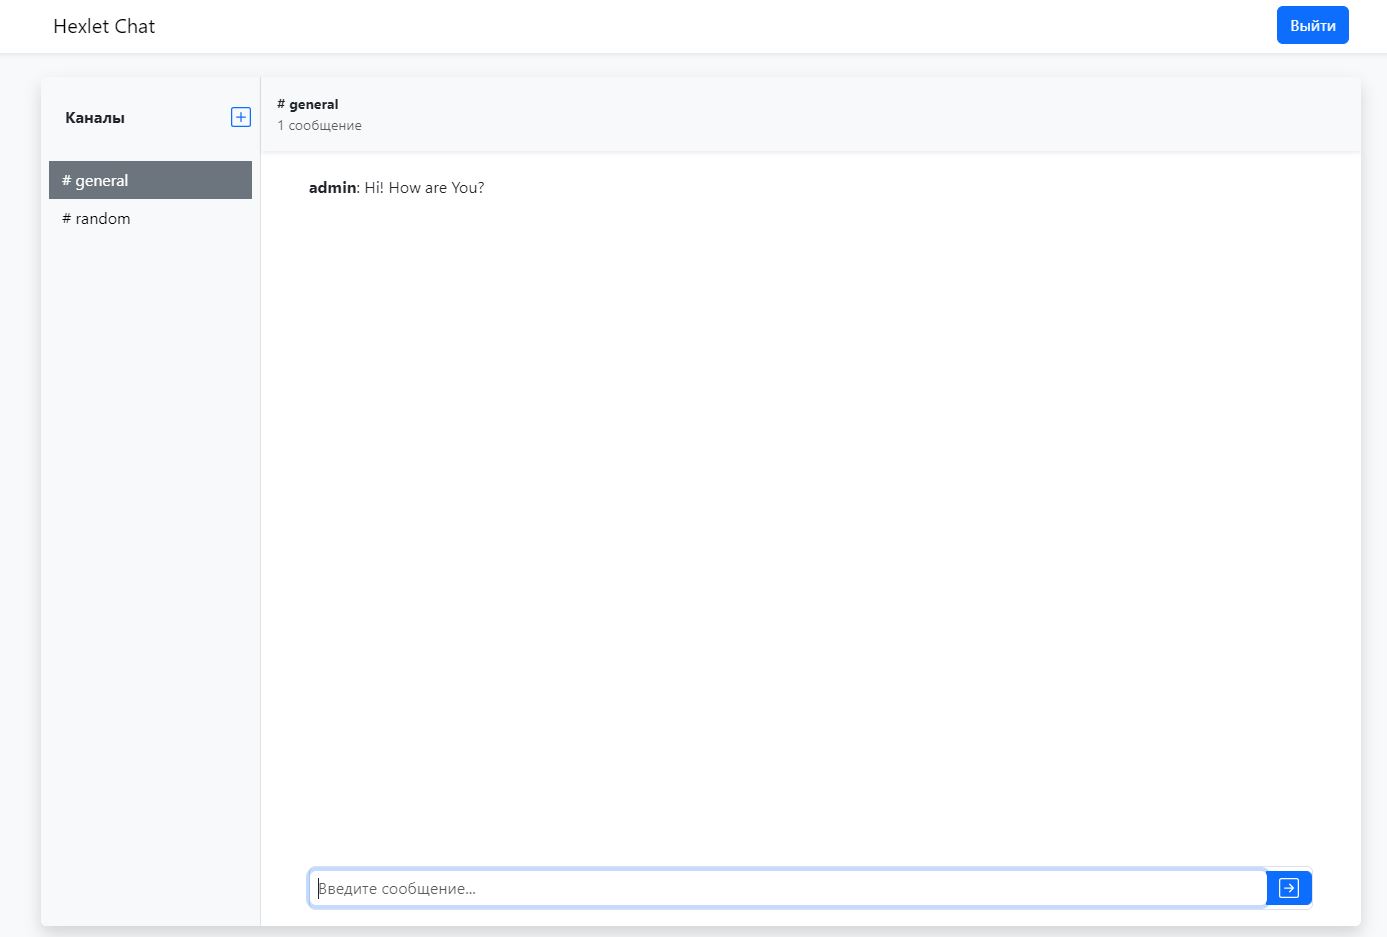 Hexlet Chat
Выйти
Каналы
# general
# random
# general
1 сообщение
admin: Hi! How are You?
Введите сообщение...